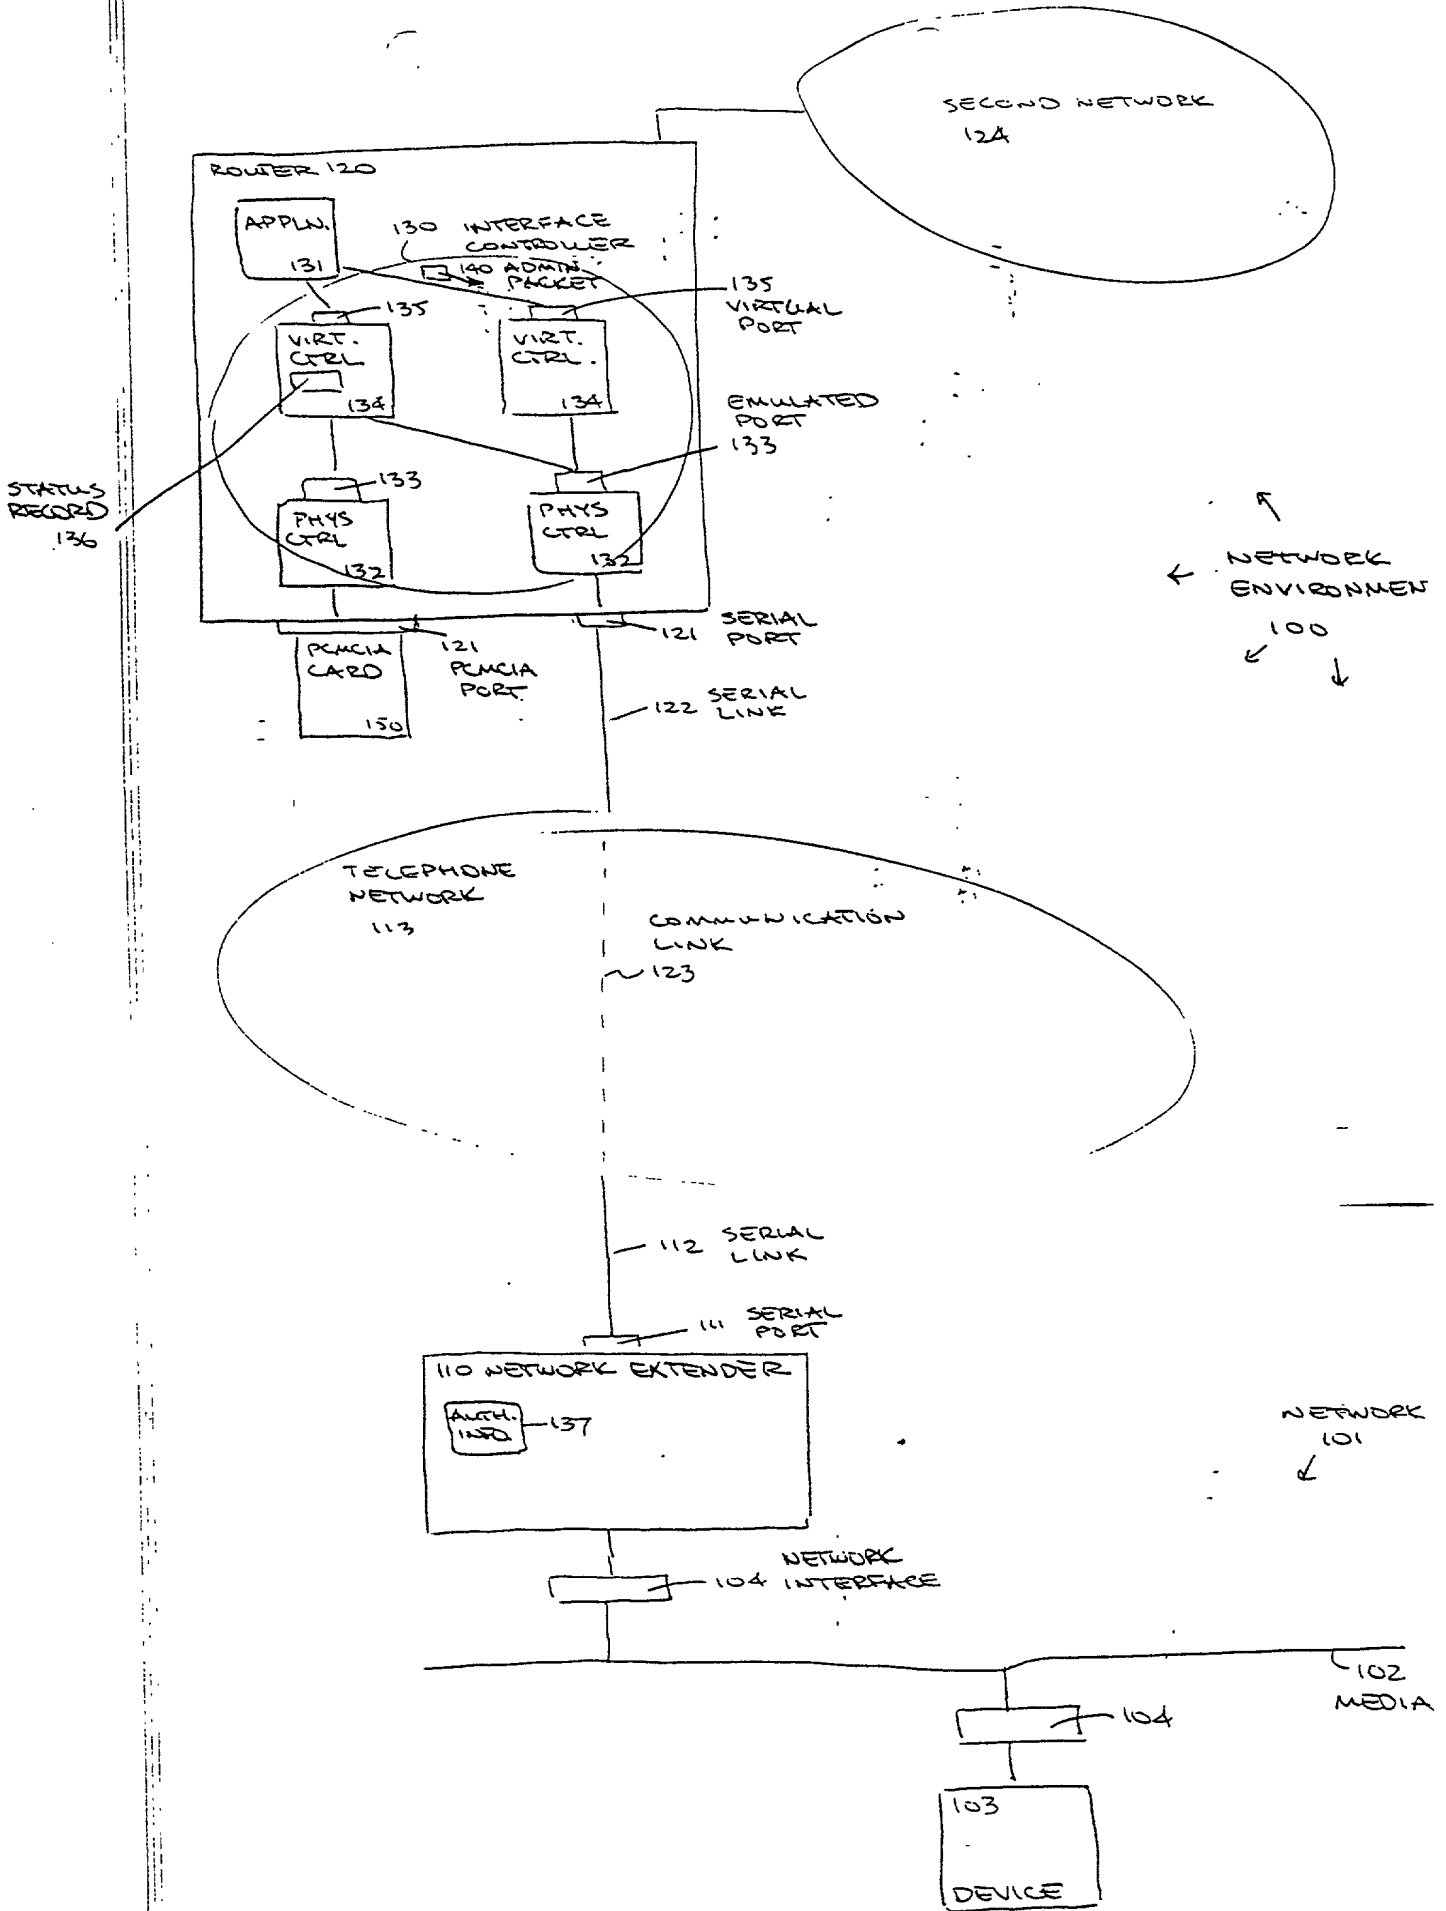 SECOND NETWORK
124
ROUTER 120
APPLN.
131
130 INTERFACE
CONTROLLER
140 ADMIN.
PACKET
135
VIRTUAL
PORT
135
VIRT.
CTRL.
134
VIRT.
CTRL.
134
EMULATED
PORT
133
133
STATUS
RECORD
136
PHYS
CTRL
132
PHYS
CTRL
132
NETWORK
ENVIRONMEN
100
PCMCIA
CARD
150
121
PCMCIA
PORT
121 SERIAL
PORT
122 SERIAL
LINK
TELEPHONE
NETWORK
113
COMMUNICATION
LINK
123
112 SERIAL
LINK
111 SERIAL
PORT
110 NETWORK EXTENDER
AUTH.
INFO.
137
NETWORK
101
NETWORK
104 INTERFACE
102
MEDIA
104
103
DEVICE